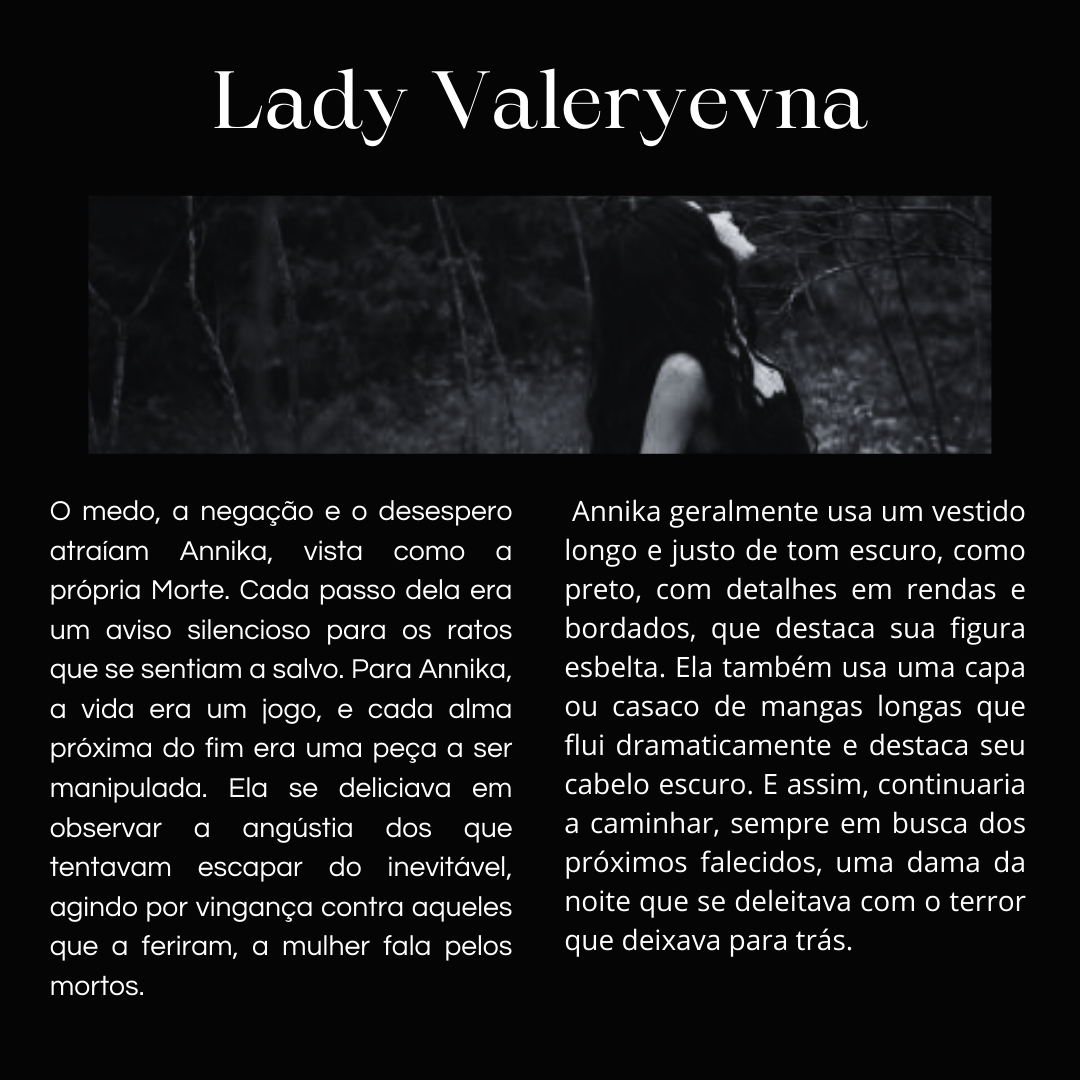 Lady Valeryevna
O medo, a negação e o desespero
atraíam Annika, vista como a
própria Morte. Cada passo dela era
um aviso silencioso para os ratos
que se sentiam a salvo. Para Annika,
a vida era um jogo, e cada alma
próxima do fim era uma peça a ser
manipulada. Ela se deliciava em
observar a angústia dos que
tentavam escapar do inevitável,
agindo por vingança contra aqueles
que a feriram, a mulher fala pelos
mortos.
Annika geralmente usa um vestido
longo e justo de tom escuro, como
preto, com detalhes em rendas e
bordados, que destaca sua figura
esbelta. Ela também usa uma capa
ou casaco de mangas longas que
flui dramaticamente e destaca seu
cabelo escuro. E assim, continuaria
a caminhar, sempre em busca dos
próximos falecidos, uma dama da
noite que se deleitava com o terror
que deixava para trás.